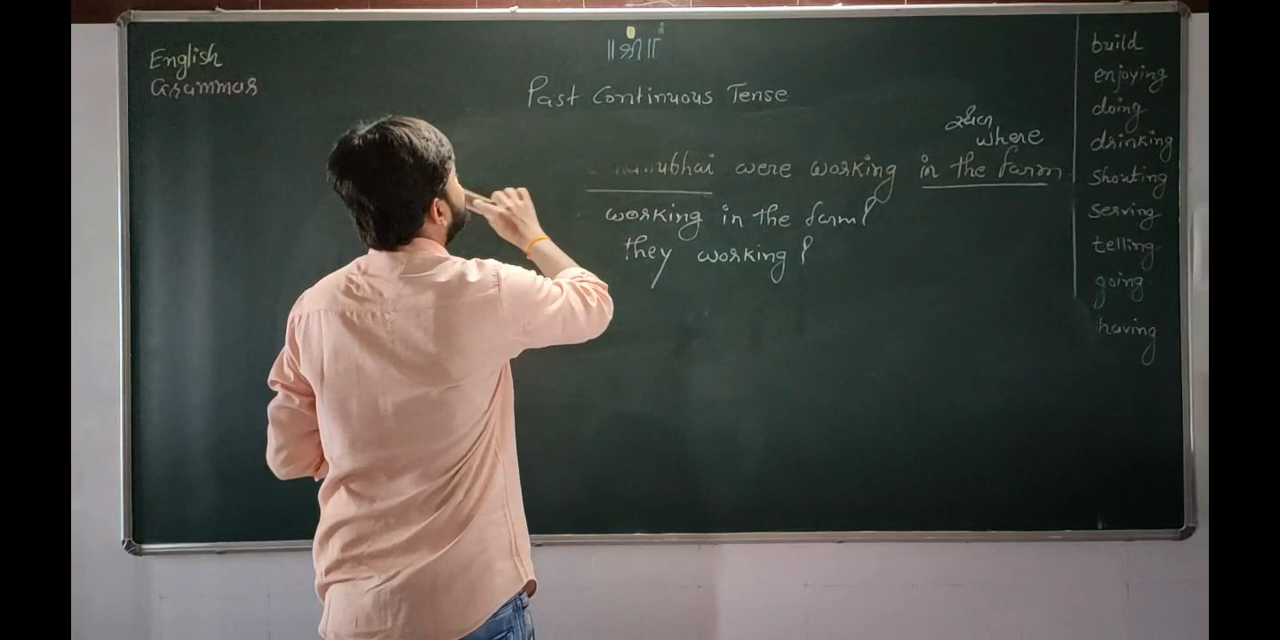 ॥ श्री ॥
English
Grammar
Past Continuous Tense
સ્થળ
where
were working in the farm
working in the farm?
they working?
build
enjoying
doing
drinking
shouting
serving
telling
going
having